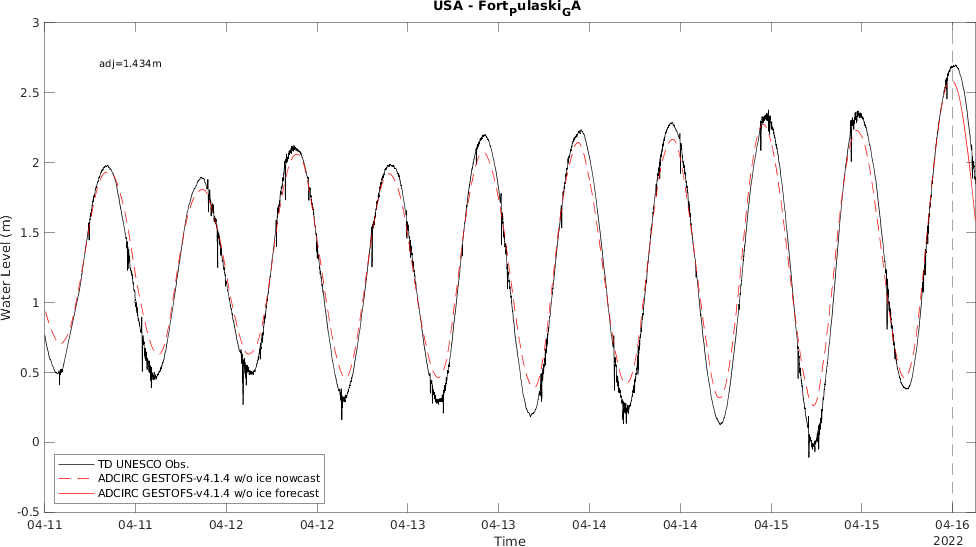 USA - FortPulaskiGA
3
2.5
2
1.5
1
0.5
0
-0.5
Water Level (m)
adj=1.434m
TD UNESCO Obs.
ADCIRC GESTOFS-v4.1.4 w/o ice nowcast
ADCIRC GESTOFS-v4.1.4 w/o ice forecast
04-11 04-11 04-12 04-12 04-13 04-13 04-14 04-14 04-15 04-15 04-16
Time 2022